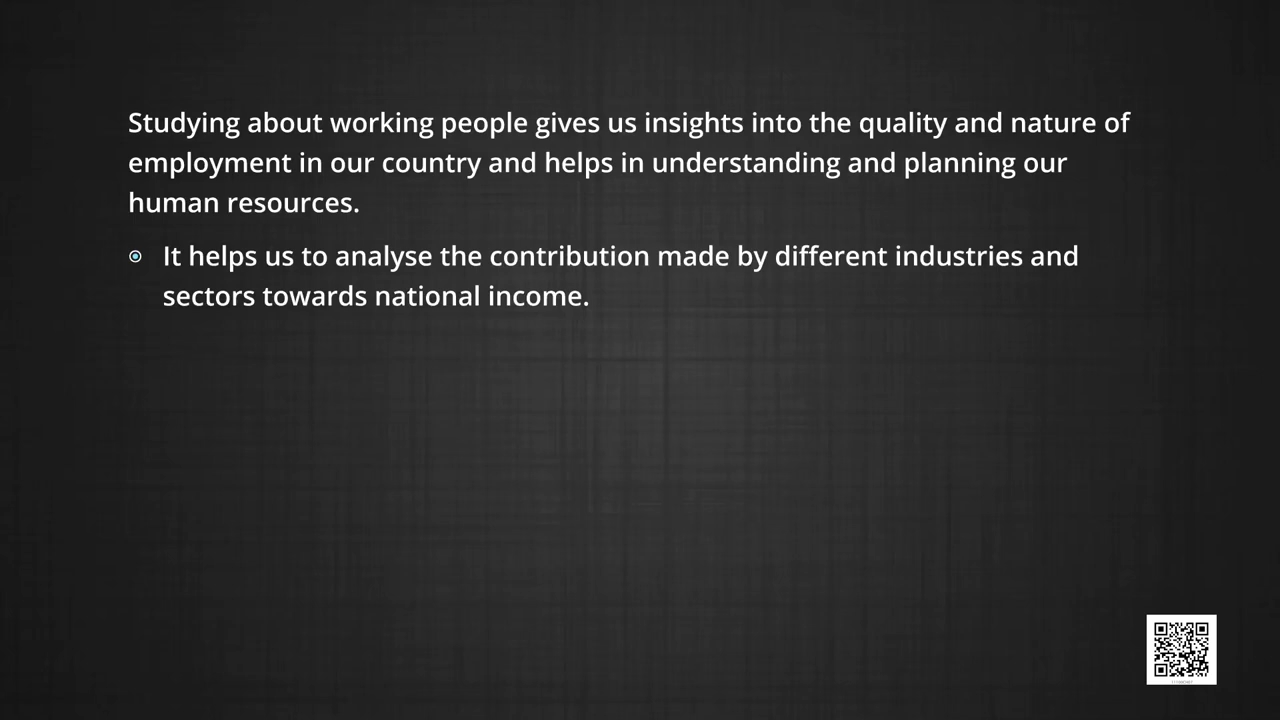 Studying about working people gives us insights into the quality and nature of
employment in our country and helps in understanding and planning our
human resources.
It helps us to analyse the contribution made by different industries and
sectors towards national income.